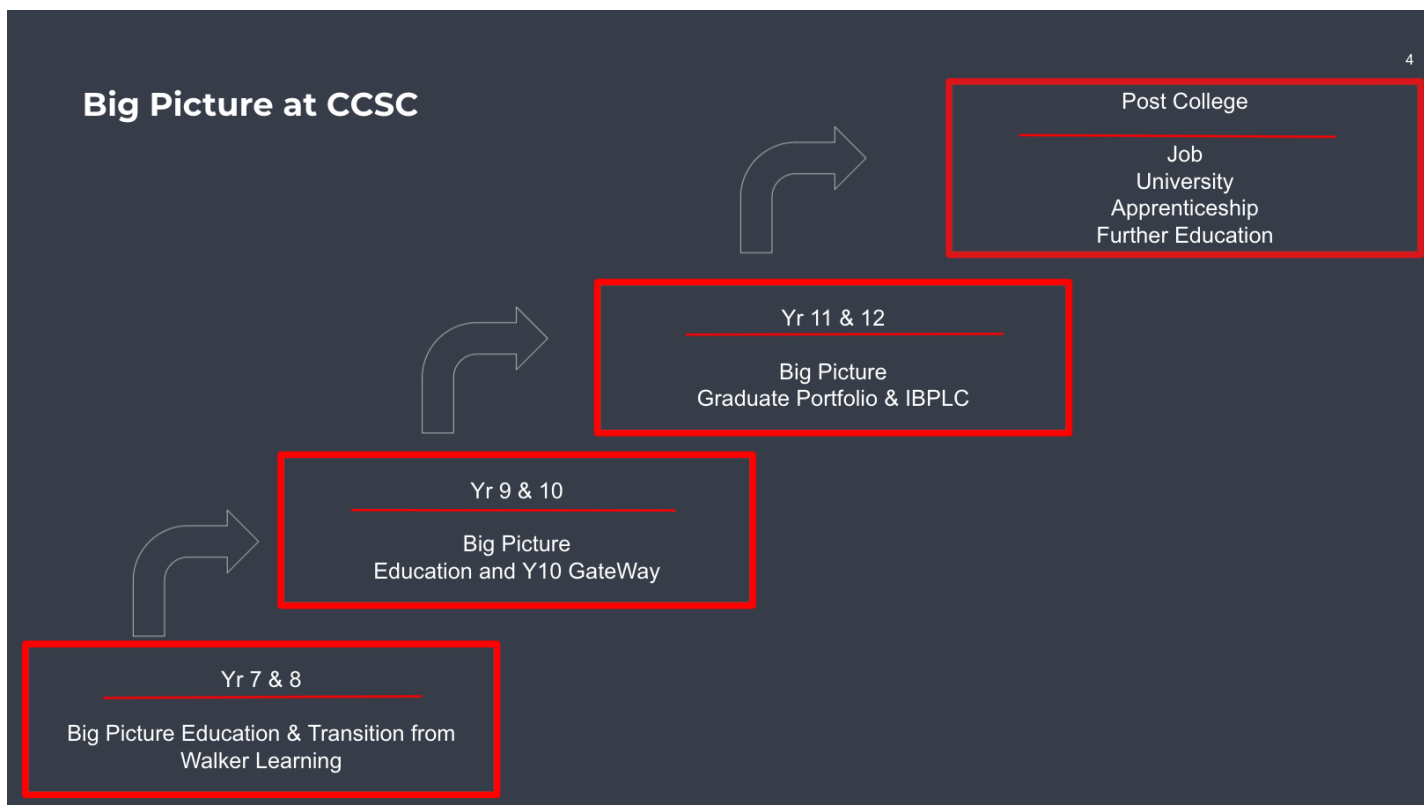 4
Big Picture at CCSC
Post College
Job
University
Apprenticeship
Further Education
Yr 11 & 12
Big Picture
Graduate Portfolio & IBPLC
Yr 9 & 10
Big Picture
Education and Y10 GateWay
Yr 7 & 8
Big Picture Education & Transition from
Walker Learning